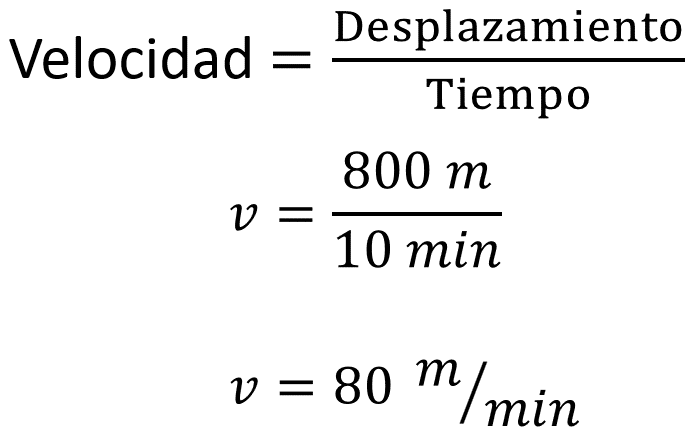 Velocidad = Desplazamiento / Tiempo
v = 800 m / 10 min
v = 80 m/min